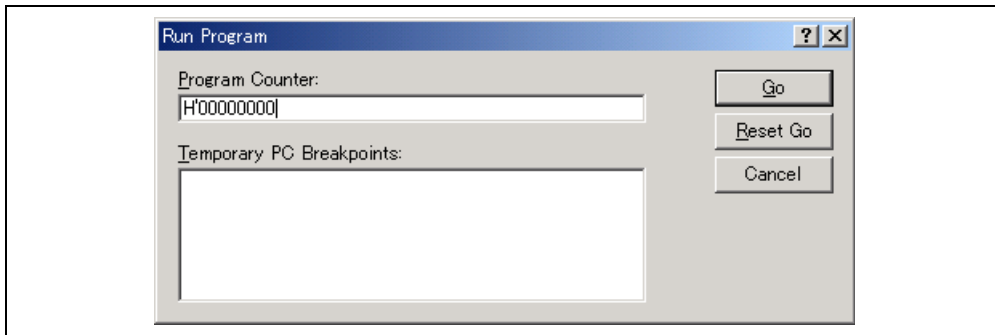 Run Program
Program Counter:
H'00000000
Temporary PC Breakpoints:
Go
Reset Go
Cancel